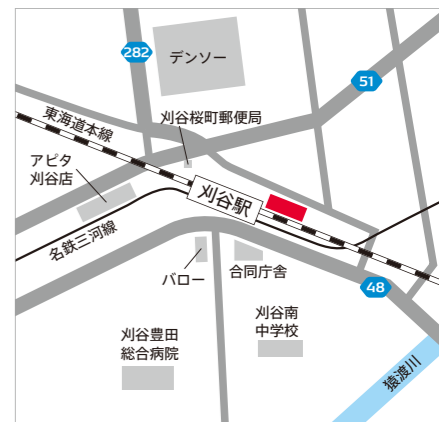 282
デンソー
51
東海道本線
刈谷桜町郵便局
アピタ
刈谷店
刈谷駅
名鉄三河線
バロー
合同庁舎
48
刈谷豊田
総合病院
刈谷南
中学校
猿渡川